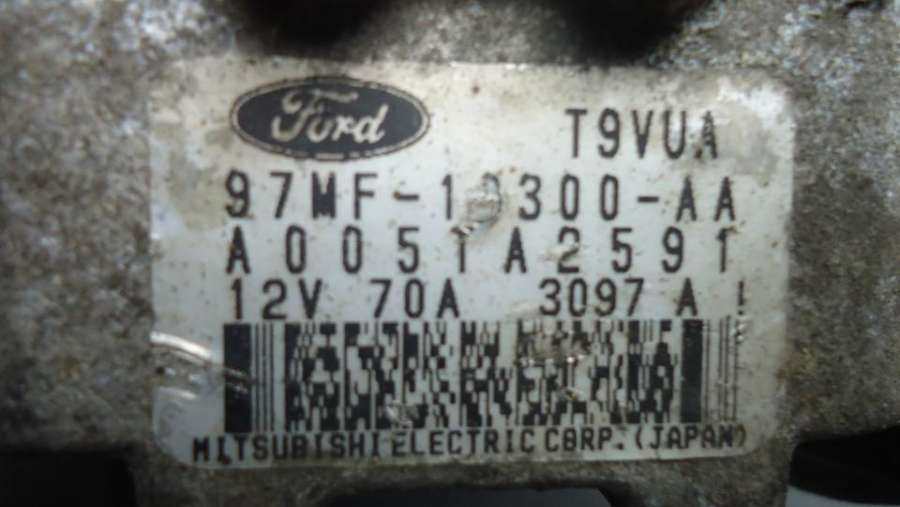 Ford
T9VUA
97MF-10300-AA
A005TA2591
12V 70A 3097 A !
MITSUBISHI ELECTRIC CORP. (JAPAN)